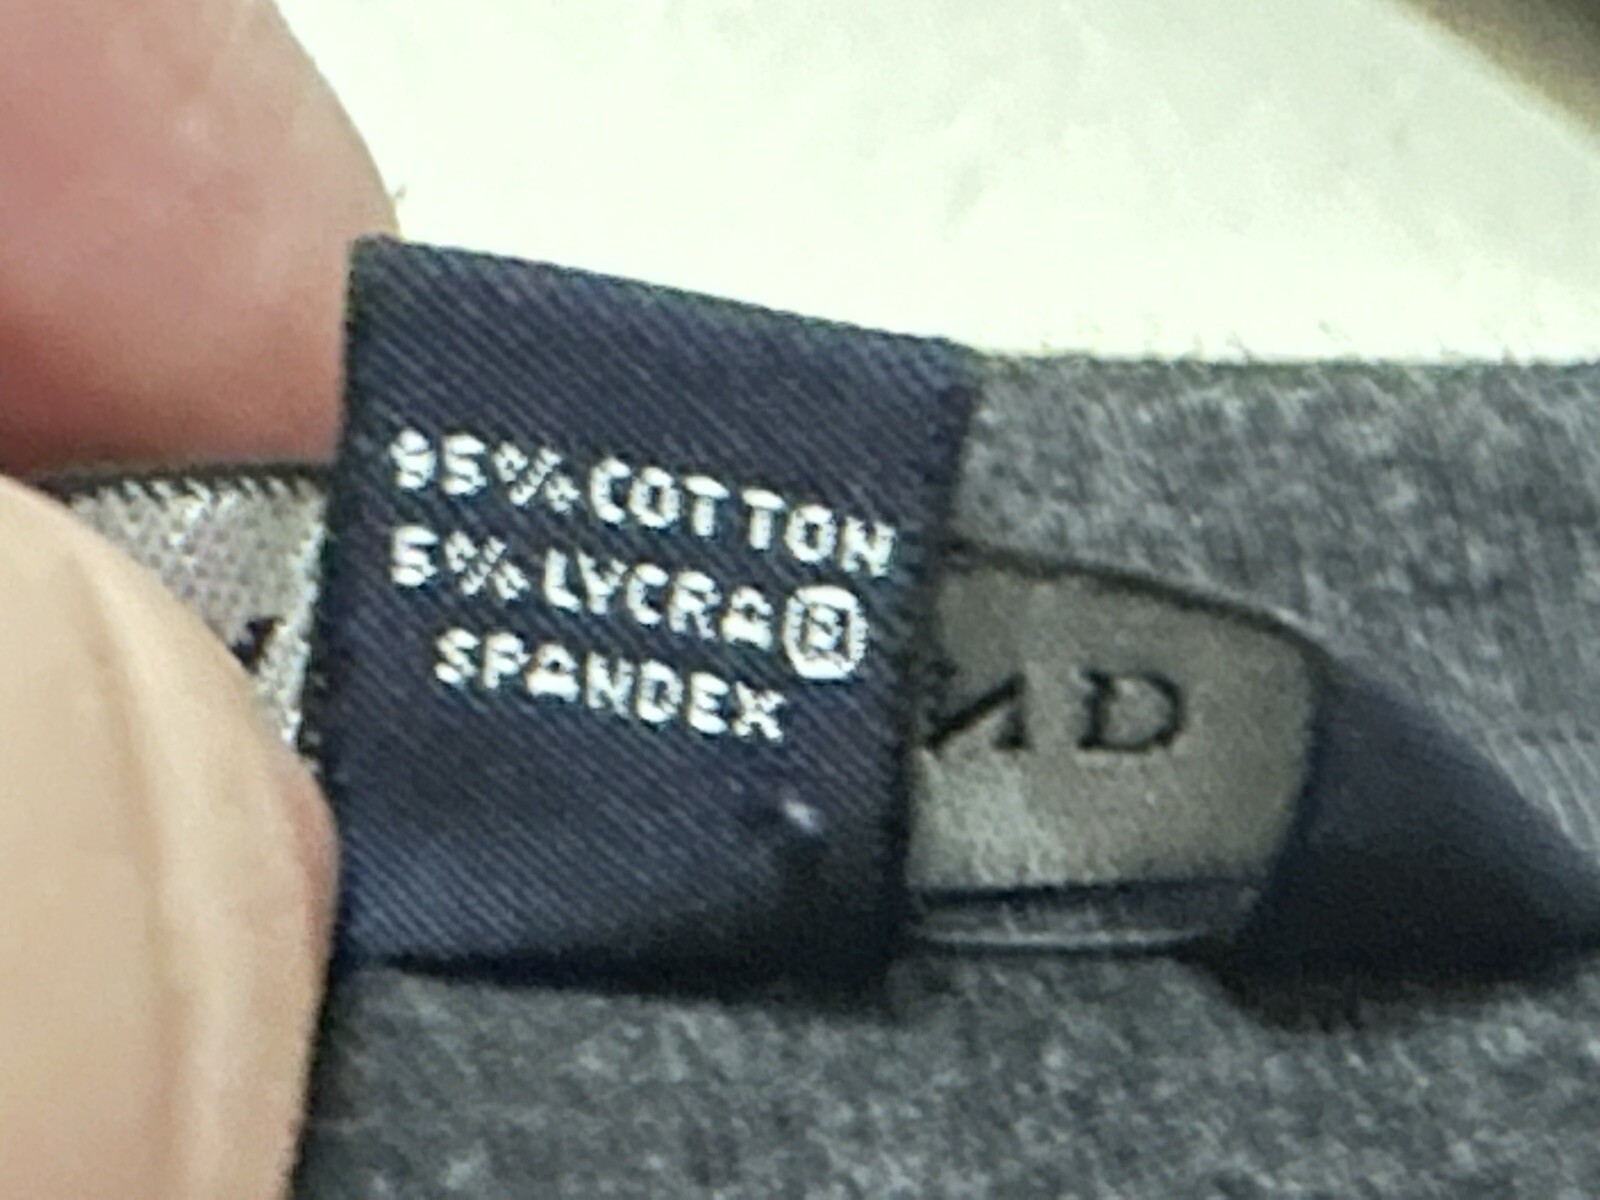 95% COTTON
5% LYCRA®
SPANDEX